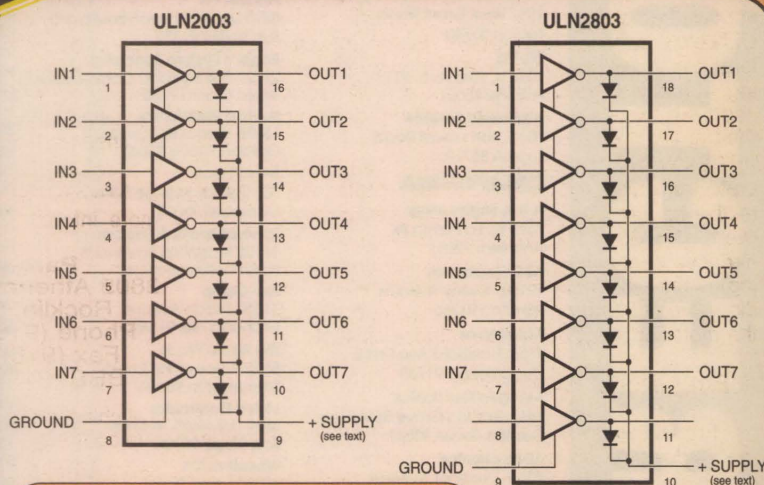 ULN2003
IN1 1 16 OUT1
IN2 2 15 OUT2
IN3 3 14 OUT3
IN4 4 13 OUT4
IN5 5 12 OUT5
IN6 6 11 OUT6
IN7 7 10 OUT7
GROUND 8 9 + SUPPLY
(see text)
ULN2803
IN1 1 18 OUT1
IN2 2 17 OUT2
IN3 3 16 OUT3
IN4 4 15 OUT4
IN5 5 14 OUT5
IN6 6 13 OUT6
IN7 7 12 OUT7
8 11
GROUND 9 10 + SUPPLY
(see text)